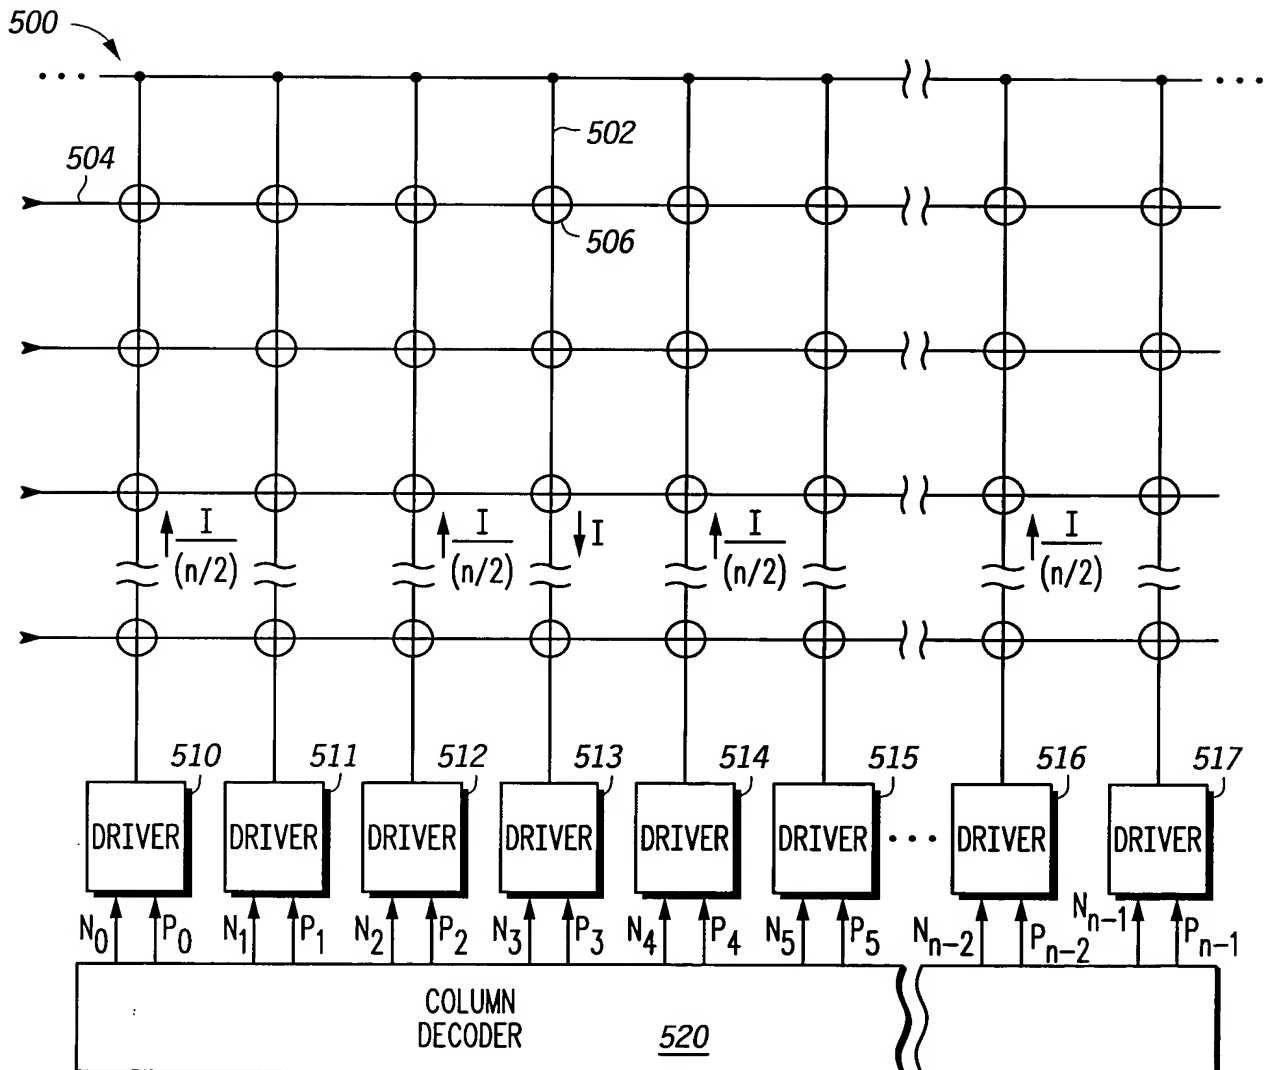 500
502
504
506
I/(n/2) I/(n/2) I I/(n/2) I/(n/2)
510 511 512 513 514 515 516 517
DRIVER DRIVER DRIVER DRIVER DRIVER DRIVER ... DRIVER DRIVER
N0 P0 N1 P1 N2 P2 N3 P3 N4 P4 N5 P5 Nn-2 Pn-2 Nn-1 Pn-1
COLUMN
DECODER 520